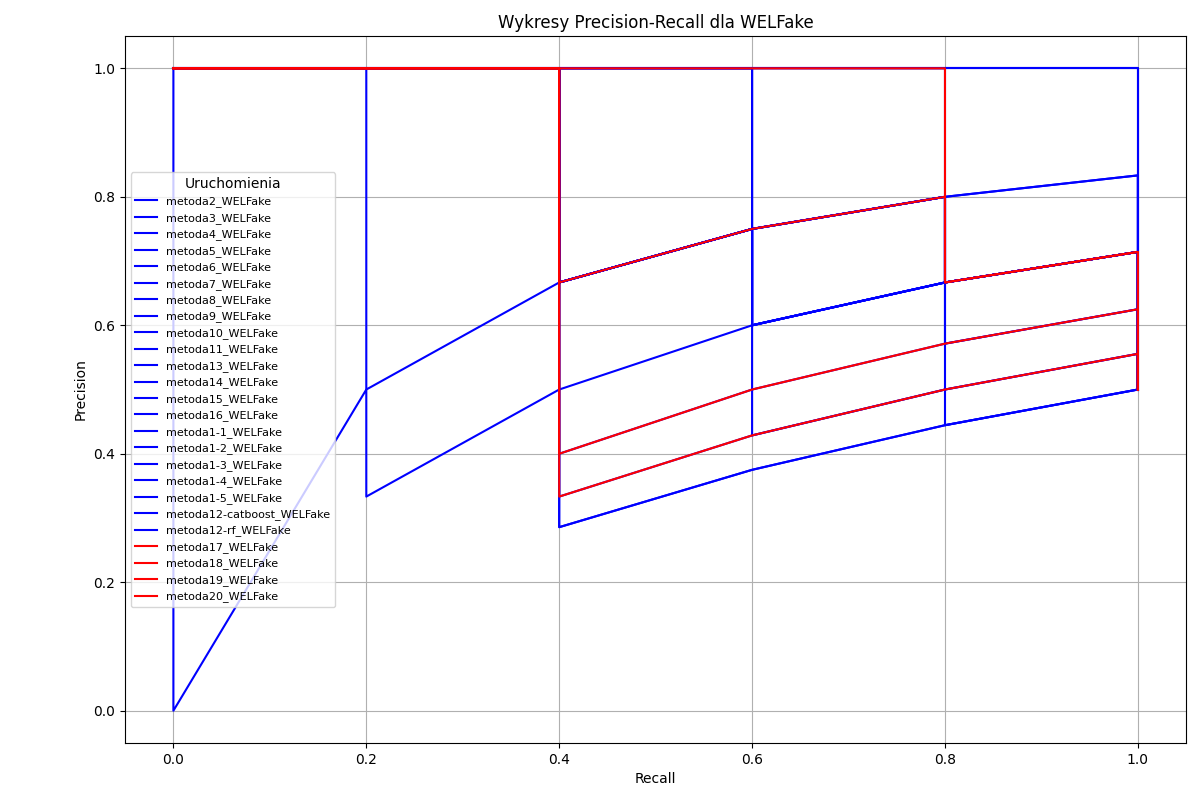 Wykresy Precision-Recall dla WELFake
1.0
0.8
0.6
0.4
0.2
0.0
Precision
Uruchomienia
metoda2_WELFake
metoda3_WELFake
metoda4_WELFake
metoda5_WELFake
metoda6_WELFake
metoda7_WELFake
metoda8_WELFake
metoda9_WELFake
metoda10_WELFake
metoda11_WELFake
metoda13_WELFake
metoda14_WELFake
metoda15_WELFake
metoda16_WELFake
metoda1-1_WELFake
metoda1-2_WELFake
metoda1-3_WELFake
metoda1-4_WELFake
metoda1-5_WELFake
metoda12-catboost_WELFake
metoda12-rf_WELFake
metoda17_WELFake
metoda18_WELFake
metoda19_WELFake
metoda20_WELFake
0.0 0.2 0.4 0.6 0.8 1.0
Recall